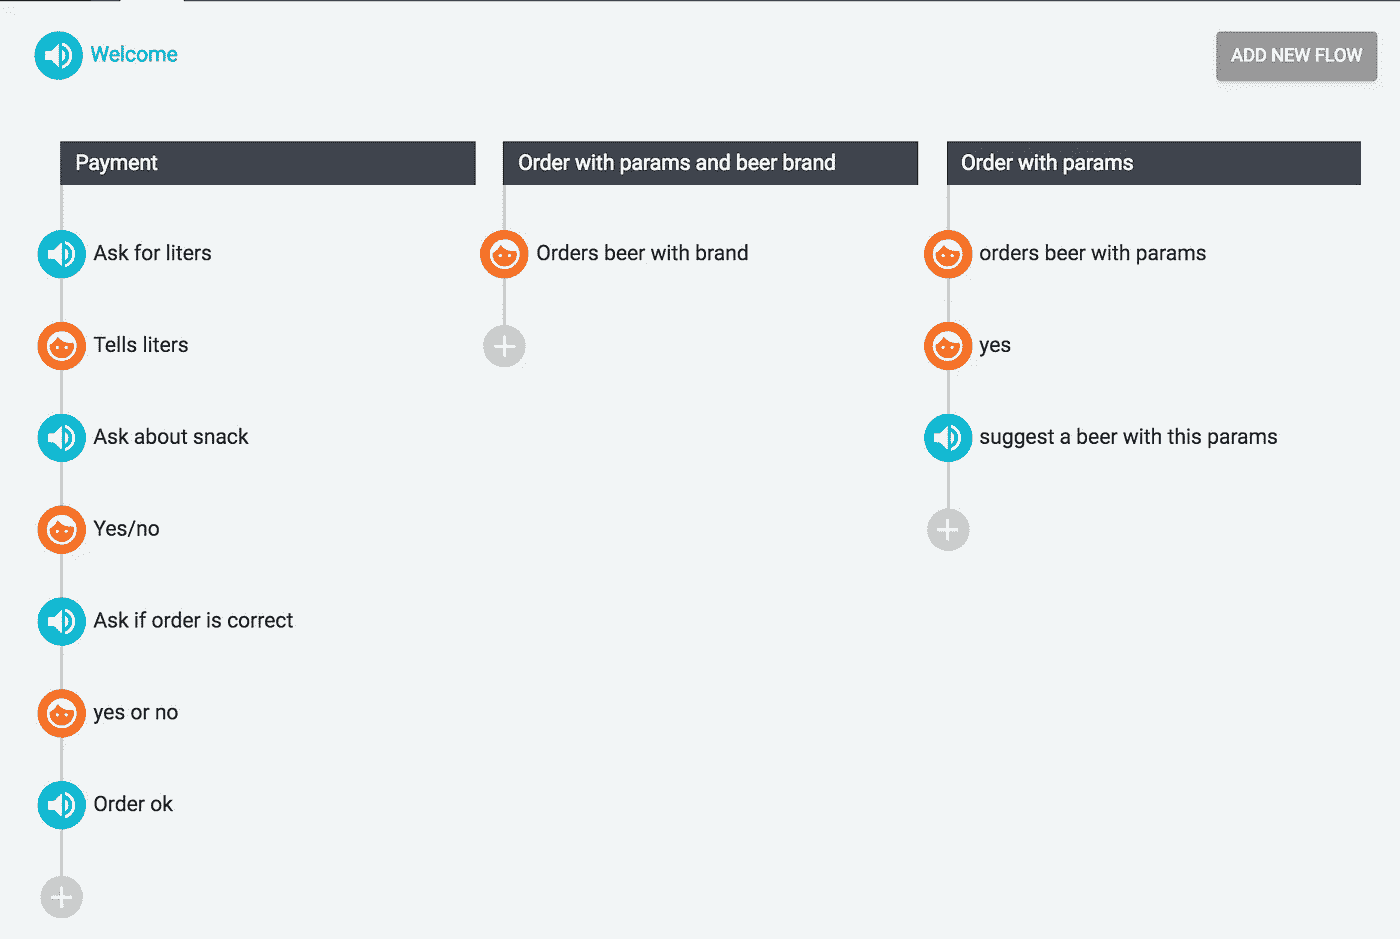 Welcome
ADD NEW FLOW
Payment
Ask for liters
Tells liters
Ask about snack
Yes/no
Ask if order is correct
yes or no
Order ok
Order with params and beer brand
Orders beer with brand
Order with params
orders beer with params
yes
suggest a beer with this params